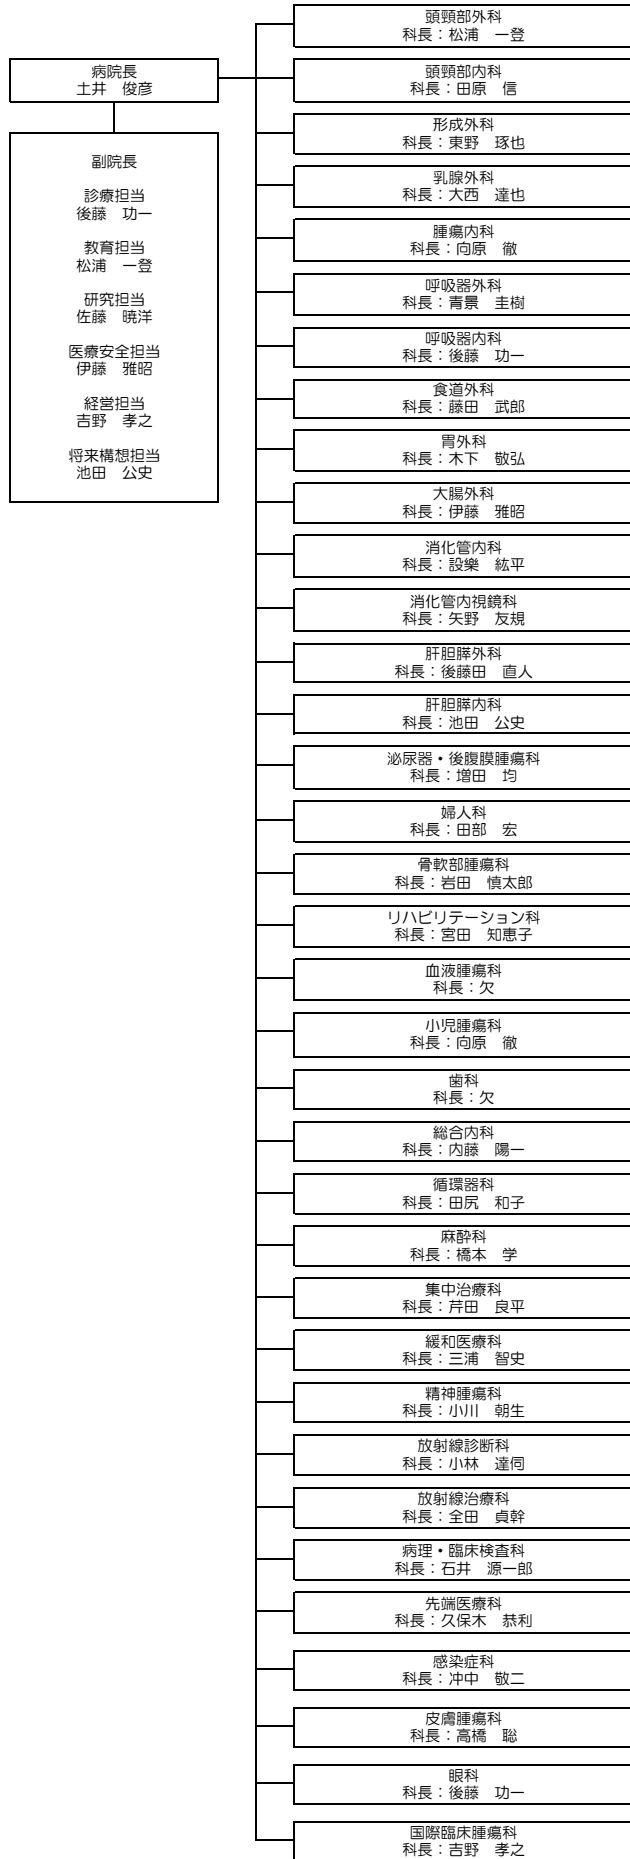 病院長
土井　俊彦
副院長
診療担当
後藤　功一
教育担当
松浦　一登
研究担当
佐藤　暁洋
医療安全担当
伊藤　雅昭
経営担当
吉野　孝之
将来構想担当
池田　公史
頭頸部外科
科長：松浦　一登
頭頸部内科
科長：田原　信
形成外科
科長：東野　琢也
乳腺外科
科長：大西　達也
腫瘍内科
科長：向原　徹
呼吸器外科
科長：青景　圭樹
呼吸器内科
科長：後藤　功一
食道外科
科長：藤田　武郎
胃外科
科長：木下　敬弘
大腸外科
科長：伊藤　雅昭
消化管内科
科長：設樂　紘平
消化管内視鏡科
科長：矢野　友規
肝胆膵外科
科長：後藤田　直人
肝胆膵内科
科長：池田　公史
泌尿器・後腹膜腫瘍科
科長：増田　均
婦人科
科長：田部　宏
骨軟部腫瘍科
科長：岩田　慎太郎
リハビリテーション科
科長：宮田　知恵子
血液腫瘍科
科長：欠
小児腫瘍科
科長：向原　徹
歯科
科長：欠
総合内科
科長：内藤　陽一
循環器科
科長：田尻　和子
麻酔科
科長：橋本　学
集中治療科
科長：芹田　良平
緩和医療科
科長：三浦　智史
精神腫瘍科
科長：小川　朝生
放射線診断科
科長：小林　達伺
放射線治療科
科長：全田　貞幹
病理・臨床検査科
科長：石井　源一郎
先端医療科
科長：久保木　恭利
感染症科
科長：冲中　敬二
皮膚腫瘍科
科長：高橋　聡
眼科
科長：後藤　功一
国際臨床腫瘍科
科長：吉野　孝之